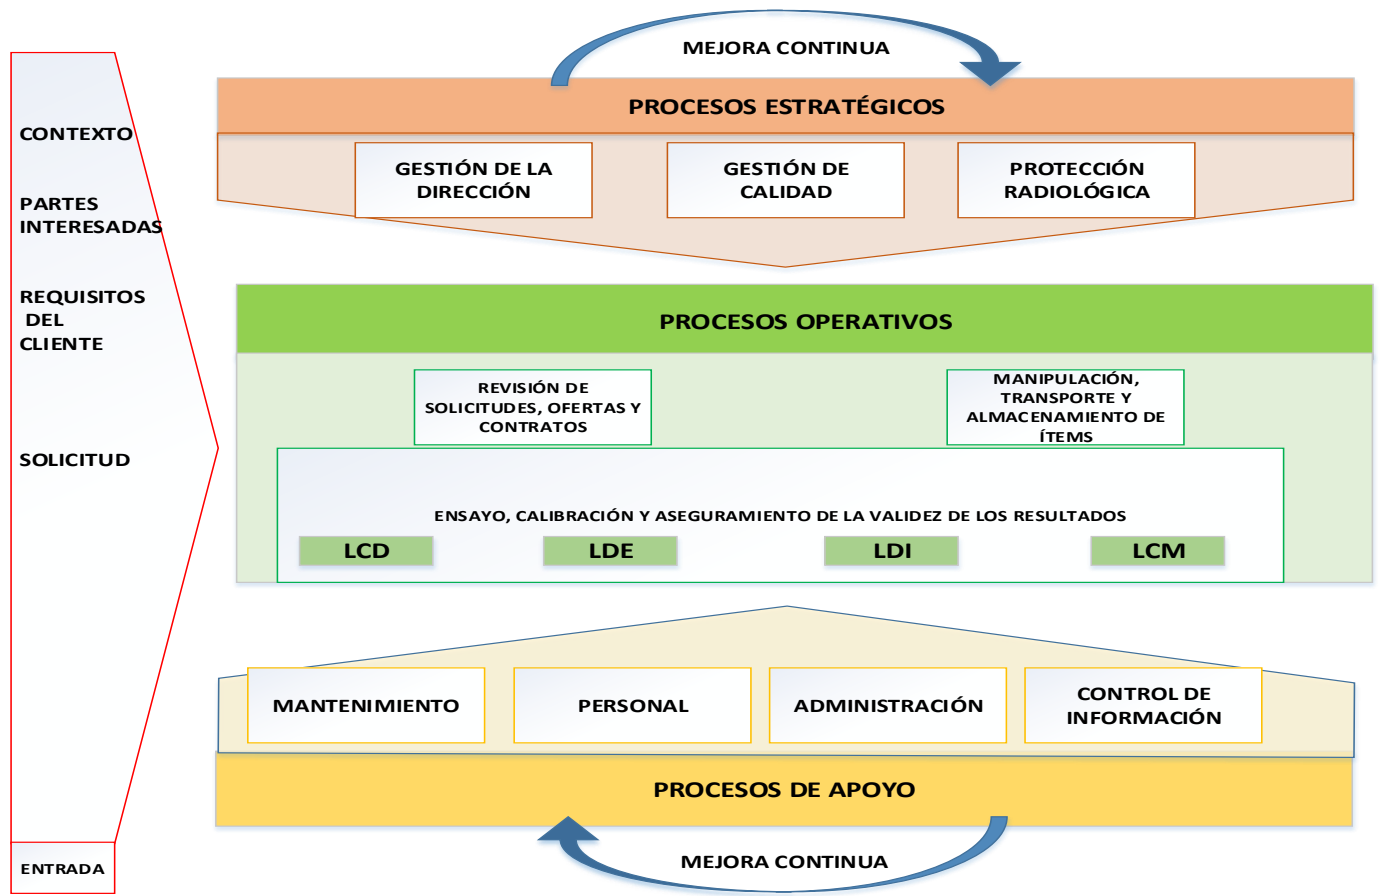 MEJORA CONTINUA
PROCESOS ESTRATÉGICOS
GESTIÓN DE LA
DIRECCIÓN
GESTIÓN DE
CALIDAD
PROTECCIÓN
RADIOLÓGICA
CONTEXTO
PARTES
INTERESADAS
REQUISITOS
DEL
CLIENTE
SOLICITUD
ENTRADA
PROCESOS OPERATIVOS
REVISIÓN DE
SOLICITUDES, OFERTAS Y
CONTRATOS
MANIPULACIÓN,
TRANSPORTE Y
ALMACENAMIENTO DE
ÍTEMS
ENSAYO, CALIBRACIÓN Y ASEGURAMIENTO DE LA VALIDEZ DE LOS RESULTADOS
LCD
LDE
LDI
LCM
MANTENIMIENTO
PERSONAL
ADMINISTRACIÓN
CONTROL DE
INFORMACIÓN
PROCESOS DE APOYO
MEJORA CONTINUA